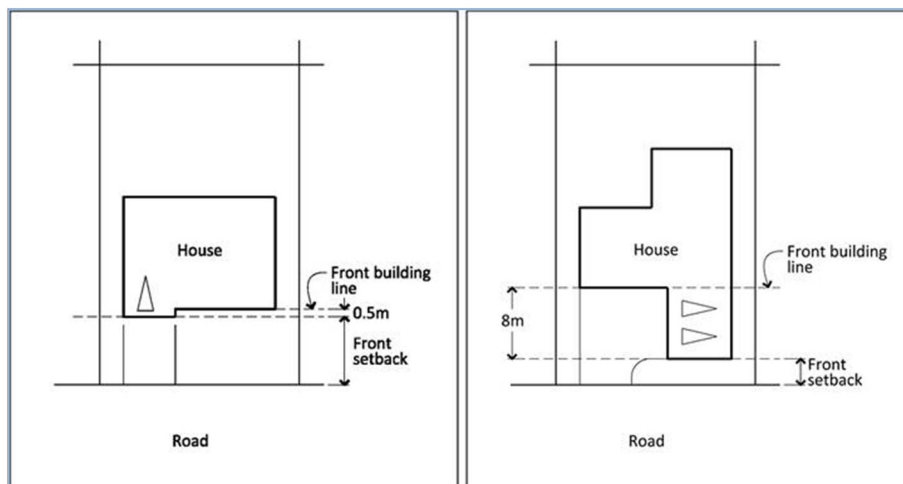 House
Front building
line
0.5m
Front
setback
Road
House
Front building
line
8m
Front
setback
Road